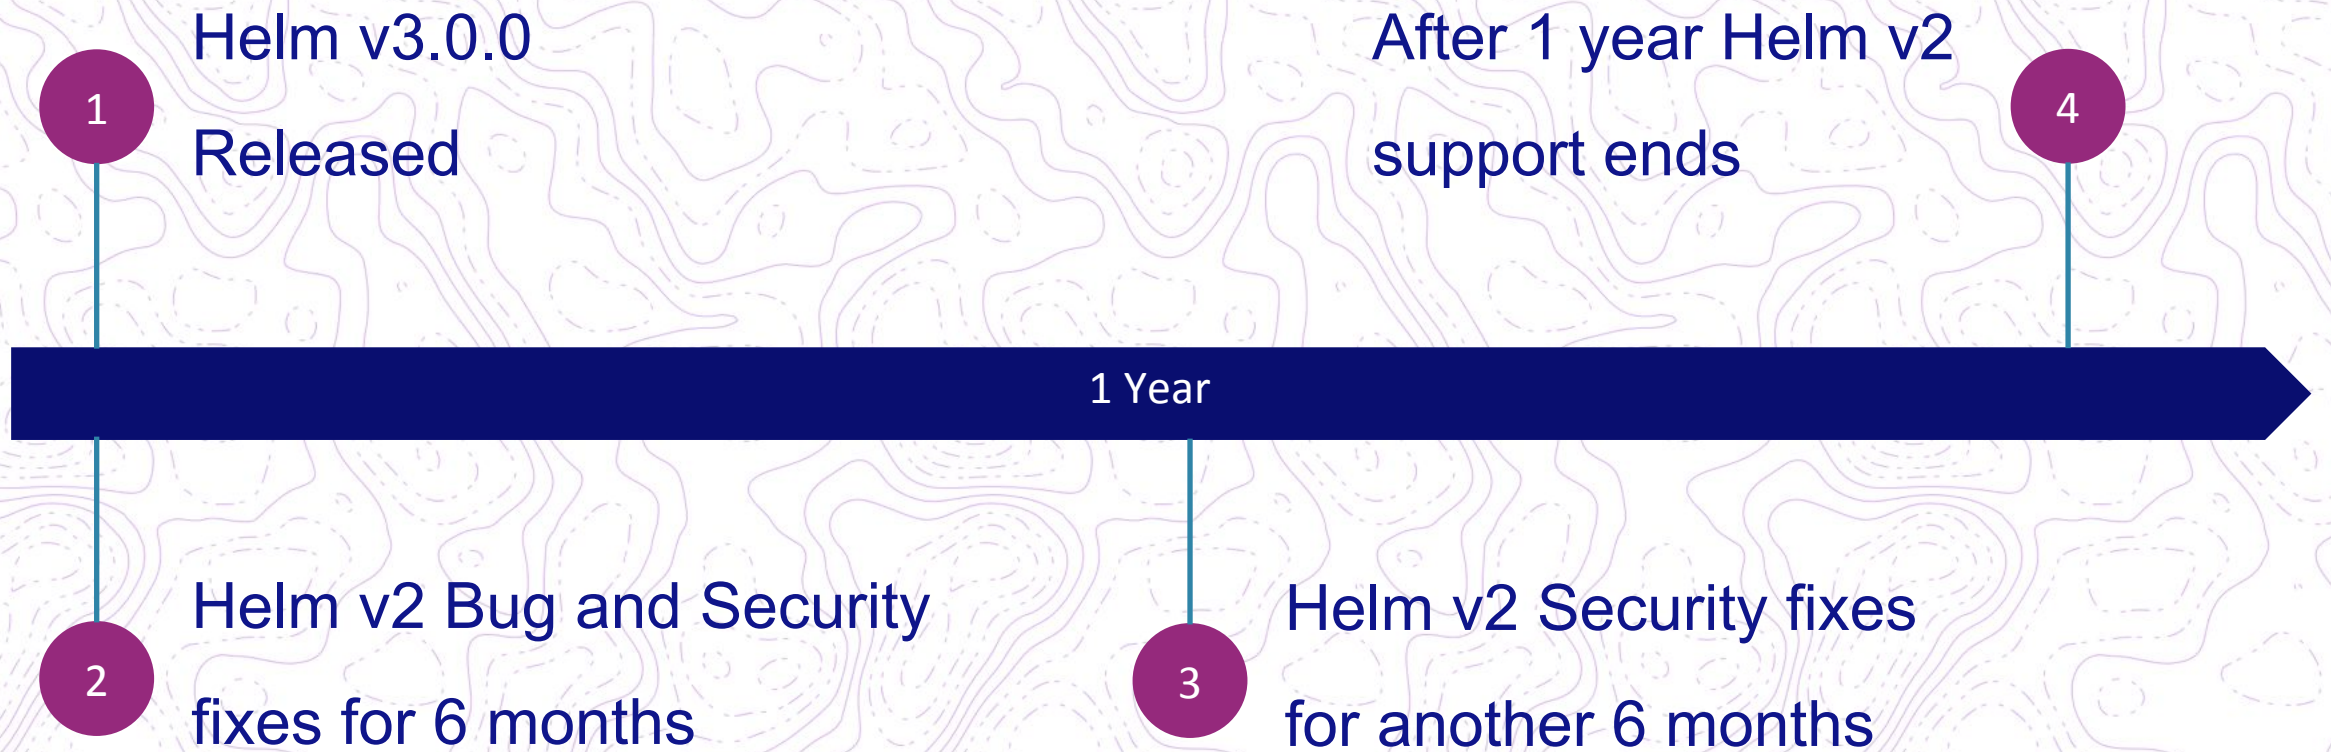 1
Helm v3.0.0
Released
After 1 year Helm v2
support ends
4
1 Year
2
Helm v2 Bug and Security
fixes for 6 months
3
Helm v2 Security fixes
for another 6 months